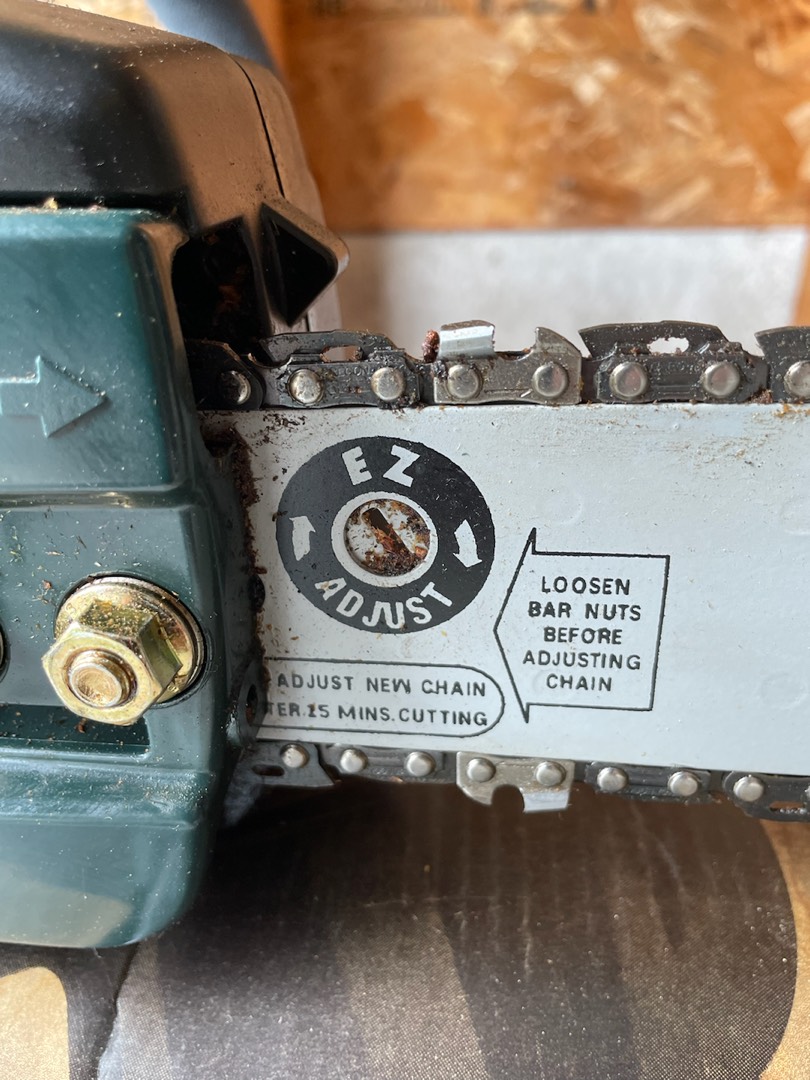 EZ
ADJUST
LOOSEN
BAR NUTS
BEFORE
ADJUSTING
CHAIN
ADJUST NEW CHAIN
TER 15 MINS. CUTTING